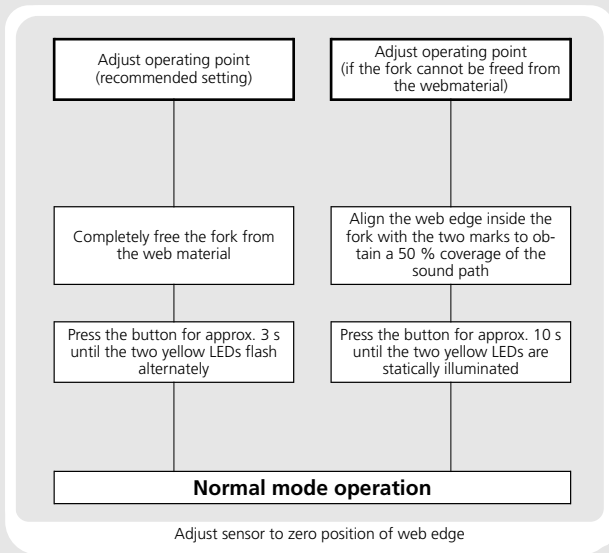 Adjust operating point
(recommended setting)
Completely free the fork from
the web material
Press the button for approx. 3 s
until the two yellow LEDs flash
alternately
Adjust operating point
(if the fork cannot be freed from
the webmaterial)
Align the web edge inside the
fork with the two marks to ob-
tain a 50 % coverage of the
sound path
Press the button for approx. 10 s
until the two yellow LEDs are
statically illuminated
Normal mode operation
Adjust sensor to zero position of web edge